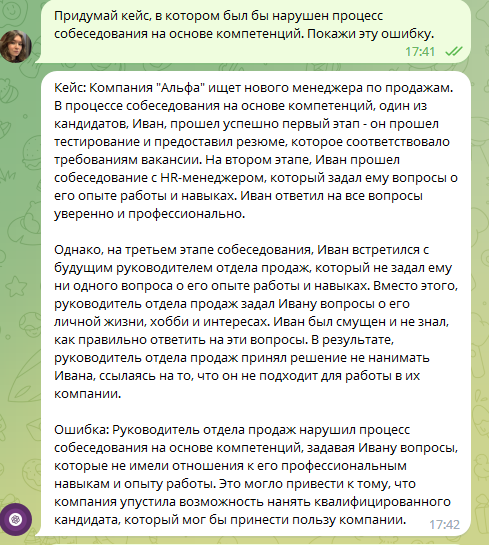 Придумай кейс, в котором был бы нарушен процесс
собеседования на основе компетенций. Покажи эту ошибку.
17:41
Кейс: Компания "Альфа" ищет нового менеджера по продажам.
В процессе собеседования на основе компетенций, один из
кандидатов, Иван, прошел успешно первый этап - он прошел
тестирование и предоставил резюме, которое соответствовало
требованиям вакансии. На втором этапе, Иван прошел
собеседование с HR-менеджером, который задал ему вопросы о
его опыте работы и навыках. Иван ответил на все вопросы
уверенно и профессионально.
Однако, на третьем этапе собеседования, Иван встретился с
будущим руководителем отдела продаж, который не задал ему
ни одного вопроса о его опыте работы и навыках. Вместо этого,
руководитель отдела продаж задал Ивану вопросы о его
личной жизни, хобби и интересах. Иван был смущен и не знал,
как правильно ответить на эти вопросы. В результате,
руководитель отдела продаж принял решение не нанимать
Ивана, ссылаясь на то, что он не подходит для работы в их
компании.
Ошибка: Руководитель отдела продаж нарушил процесс
собеседования на основе компетенций, задавая Ивану вопросы,
которые не имели отношения к его профессиональным
навыкам и опыту работы. Это могло привести к тому, что
компания упустила возможность нанять квалифицированного
кандидата, который мог бы принести пользу компании.
17:42